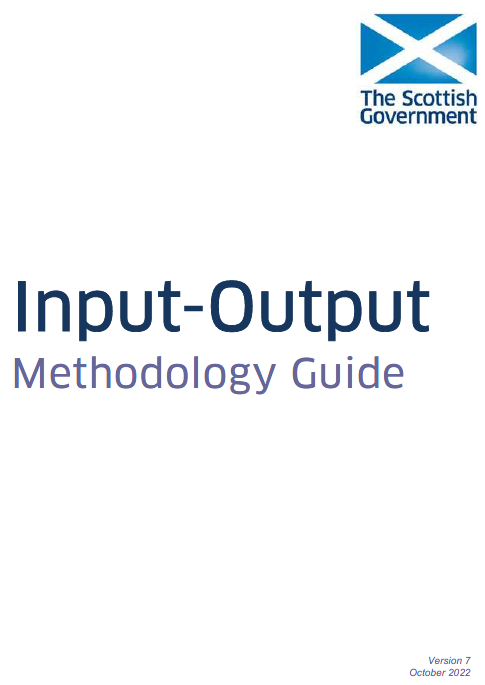 The Scottish
Government
Input-Output
Methodology Guide
Version 7
October 2022